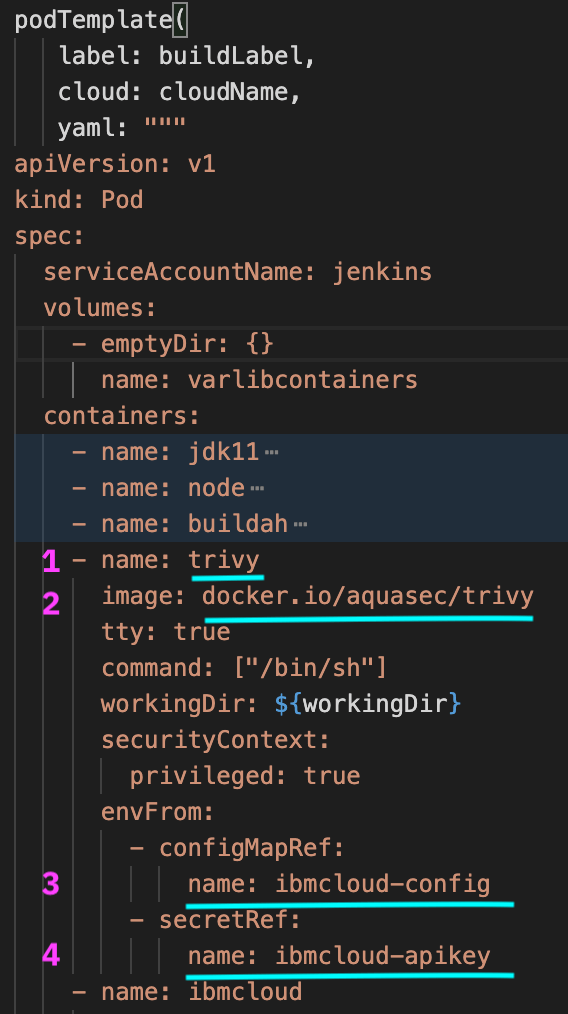 podTemplate(
    label: buildLabel,
    cloud: cloudName,
    yaml: """
apiVersion: v1
kind: Pod
spec:
  serviceAccountName: jenkins
  volumes:
    - emptyDir: {}
      name: varlibcontainers
  containers:
    - name: jdk11⋯
    - name: node⋯
    - name: buildah⋯
1 - name: trivy
2     image: docker.io/aquasec/trivy
      tty: true
      command: ["/bin/sh"]
      workingDir: ${workingDir}
      securityContext:
        privileged: true
      envFrom:
        - configMapRef:
3           name: ibmcloud-config
        - secretRef:
4           name: ibmcloud-apikey
    - name: ibmcloud